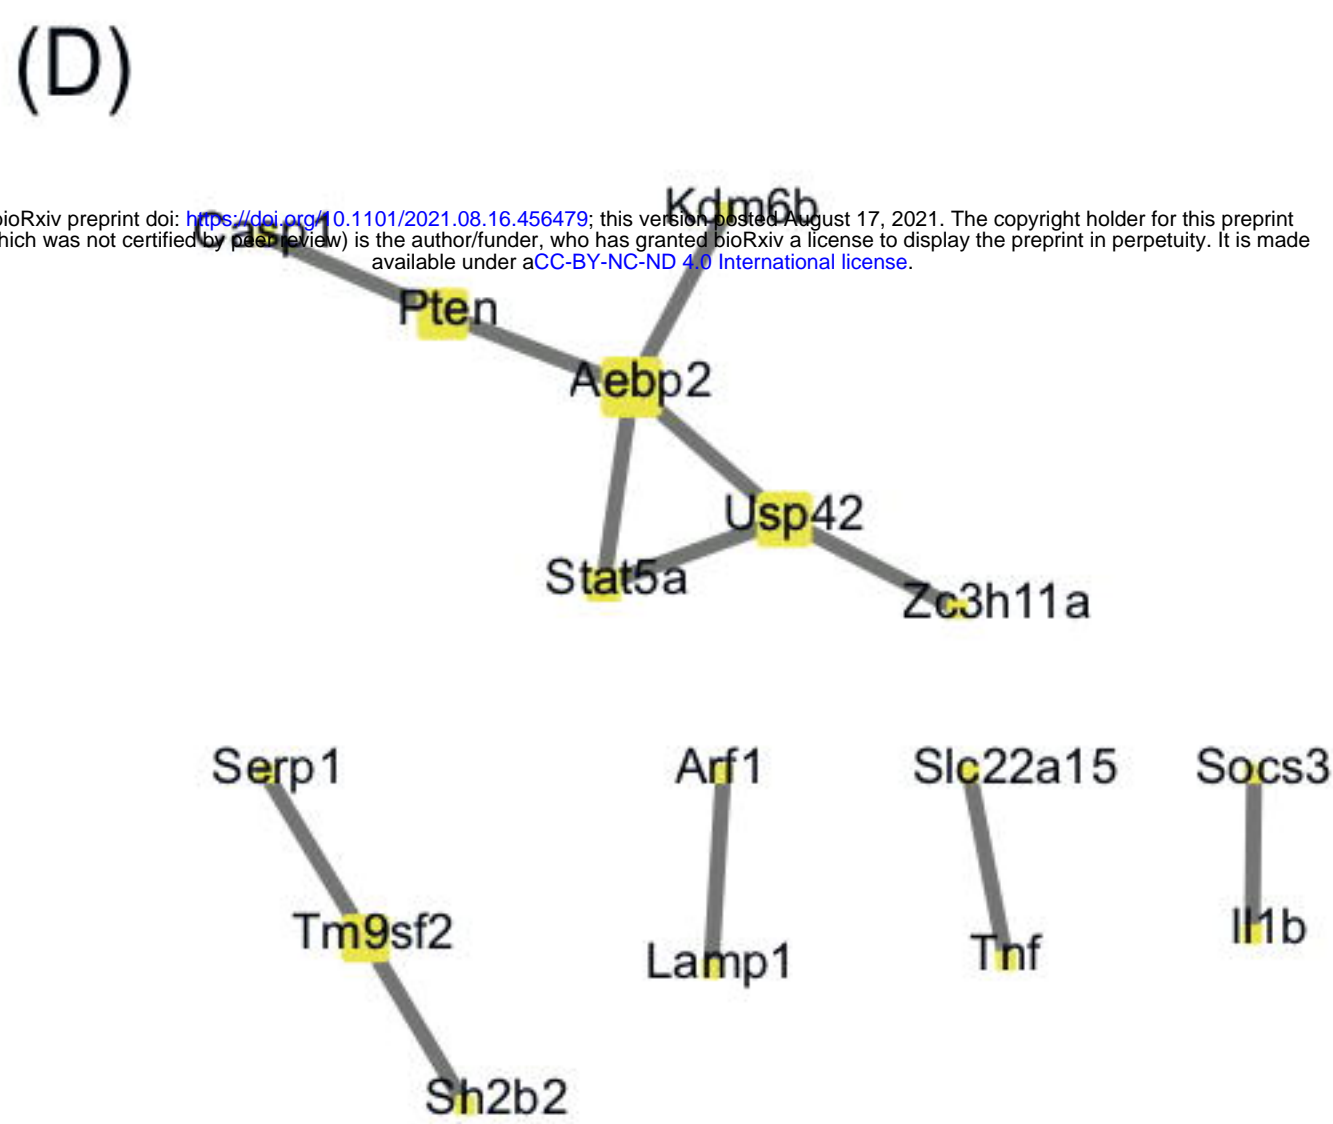 (D)
Kdm6b
bioRxiv preprint doi: https://doi.org/10.1101/2021.08.16.456479; this version posted August 17, 2021. The copyright holder for this preprint
Casp1
which was not certified by peer review) is the author/funder, who has granted bioRxiv a license to display the preprint in perpetuity. It is made
available under aCC-BY-NC-ND 4.0 International license.
Pten
Aebp2
Usp42
Stat5a
Zc3h11a
Serp1
Arf1
Slc22a15
Socs3
Tm9sf2
Lamp1
Tnf
Il1b
Sh2b2